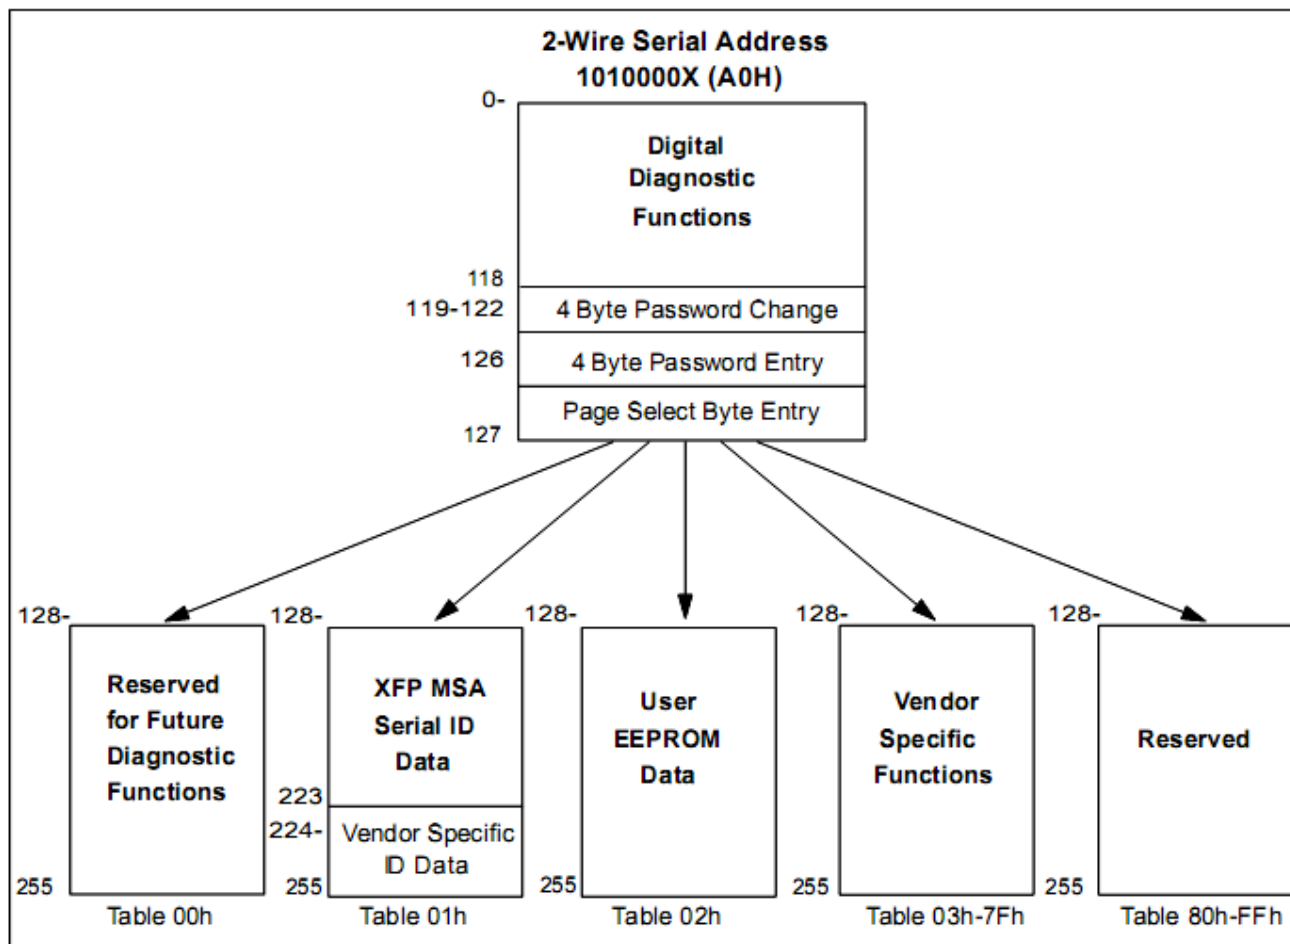 2-Wire Serial Address
1010000X (A0H)
0-
Digital
Diagnostic
Functions
118
119-122
4 Byte Password Change
126
4 Byte Password Entry
Page Select Byte Entry
127
128-
Reserved
for Future
Diagnostic
Functions
255
Table 00h
128-
XFP MSA
Serial ID
Data
223
224-
Vendor Specific
ID Data
255
Table 01h
128-
User
EEPROM
Data
255
Table 02h
128-
Vendor
Specific
Functions
255
Table 03h-7Fh
128-
Reserved
255
Table 80h-FFh